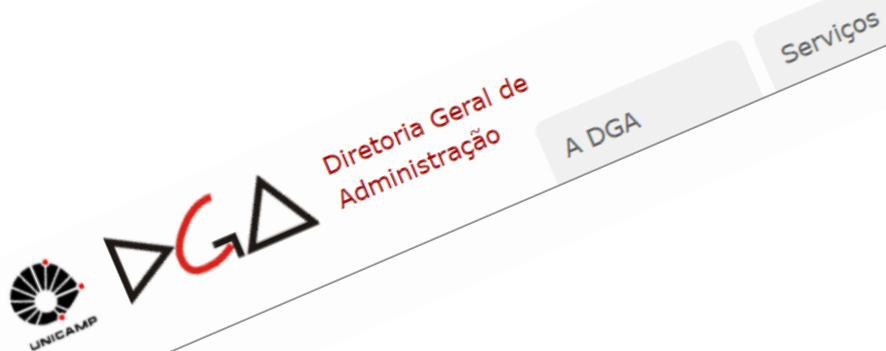 UNICAMP
DGA
Diretoria Geral de
Administração
A DGA
Serviços